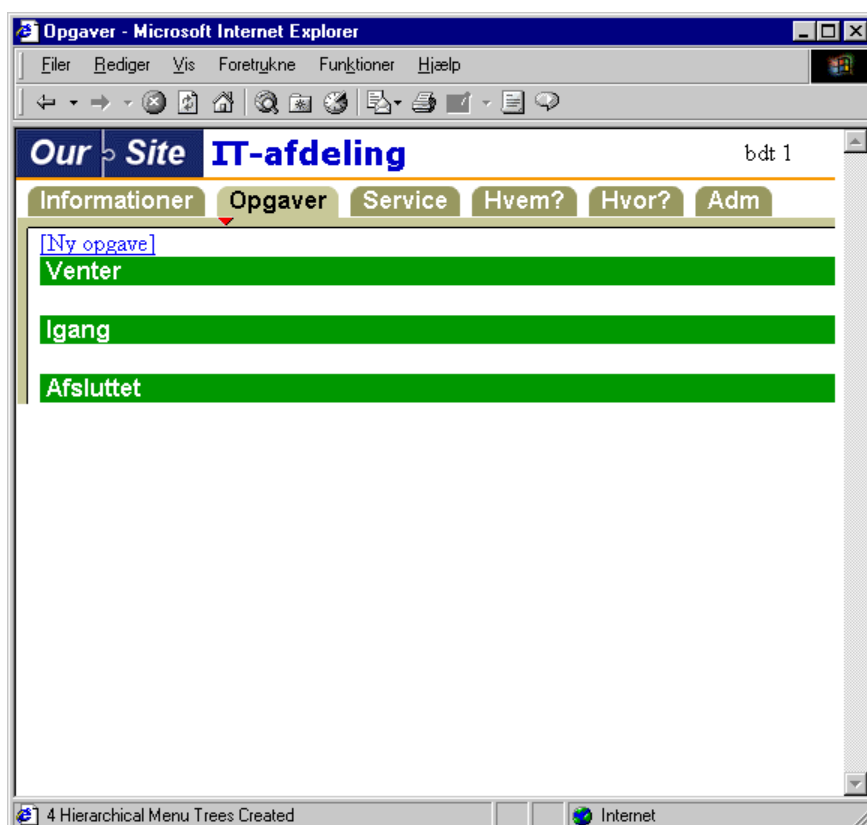 Opgaver - Microsoft Internet Explorer
Filer Rediger Vis Foretrukne Funktioner Hjælp
Our Site IT-afdeling bdt 1
Informationer Opgaver Service Hvem? Hvor? Adm
[Ny opgave]
Venter
Igang
Afsluttet
4 Hierarchical Menu Trees Created Internet